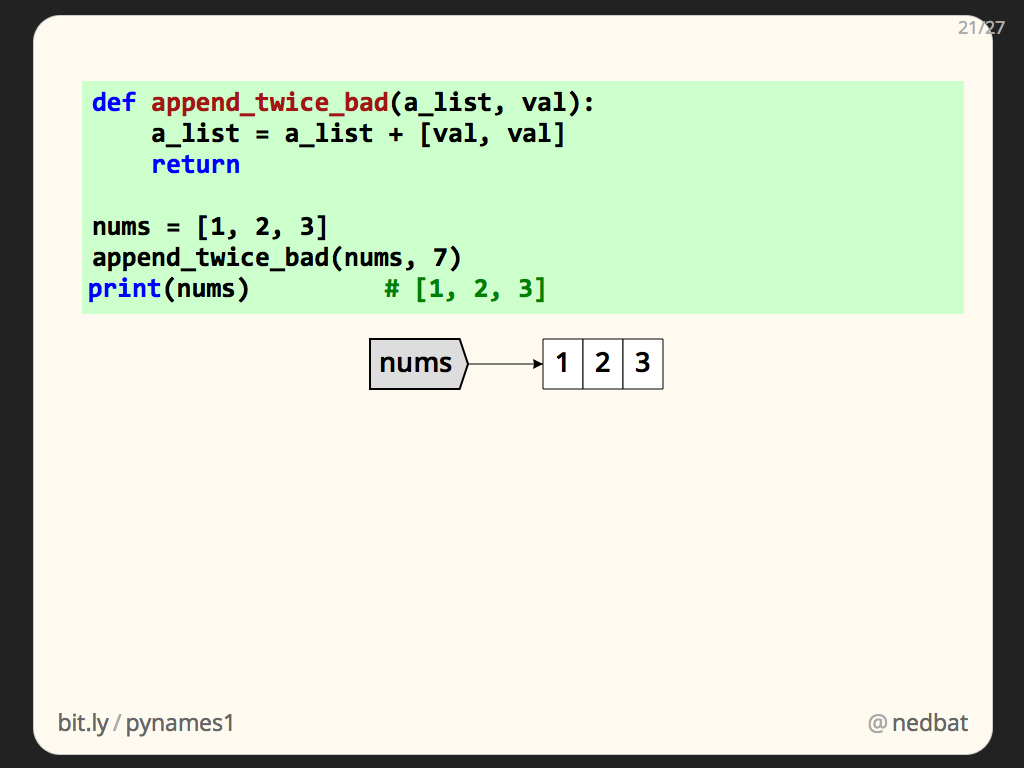 21/27
def append_twice_bad(a_list, val):
    a_list = a_list + [val, val]
    return
nums = [1, 2, 3]
append_twice_bad(nums, 7)
print(nums)         # [1, 2, 3]
nums 1 2 3
bit.ly/pynames1 @nedbat